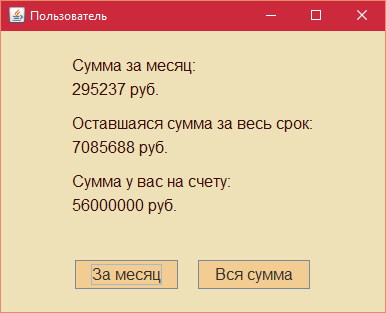 Пользователь
Сумма за месяц:
295237 руб.
Оставшаяся сумма за весь срок:
7085688 руб.
Сумма у вас на счету:
56000000 руб.
За месяц
Вся сумма